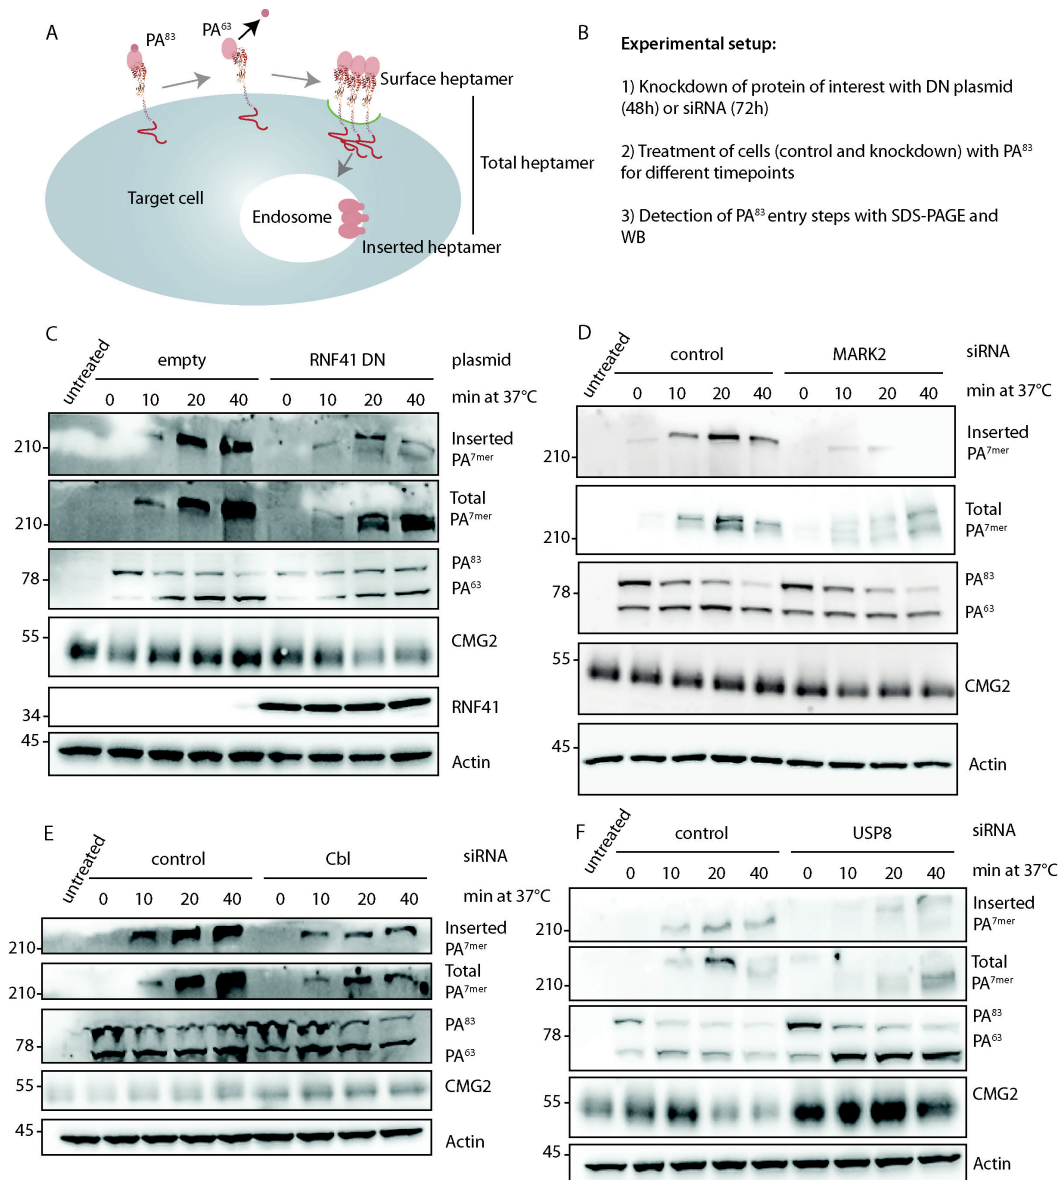 A
PA83
PA63
Surface heptamer
Total heptamer
Target cell
Endosome
Inserted heptamer
B
Experimental setup:
1) Knockdown of protein of interest with DN plasmid
(48h) or siRNA (72h)
2) Treatment of cells (control and knockdown) with PA83
for different timepoints
3) Detection of PA83 entry steps with SDS-PAGE and
WB
C
untreated
empty
RNF41 DN
plasmid
0 10 20 40 0 10 20 40 min at 37°C
210
Inserted
PA7mer
210
Total
PA7mer
78
PA83
PA63
55
CMG2
34
RNF41
45
Actin
D
untreated
control
MARK2
siRNA
0 10 20 40 0 10 20 40 min at 37°C
210
Inserted
PA7mer
210
Total
PA7mer
78
PA83
PA63
55
CMG2
45
Actin
E
untreated
control
Cbl
siRNA
0 10 20 40 0 10 20 40 min at 37°C
210
Inserted
PA7mer
210
Total
PA7mer
78
PA83
PA63
55
CMG2
45
Actin
F
untreated
control
USP8
siRNA
0 10 20 40 0 10 20 40 min at 37°C
210
Inserted
PA7mer
210
Total
PA7mer
78
PA83
PA63
55
CMG2
45
Actin